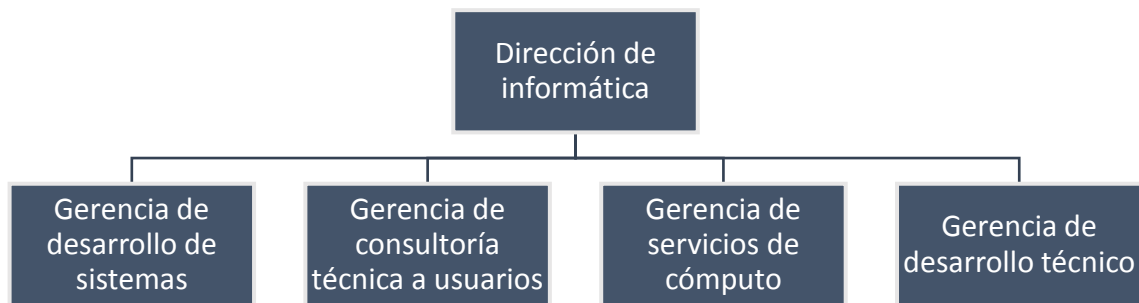 Dirección de
informática
Gerencia de
desarrollo de
sistemas
Gerencia de
consultoría
técnica a usuarios
Gerencia de
servicios de
cómputo
Gerencia de
desarrollo técnico